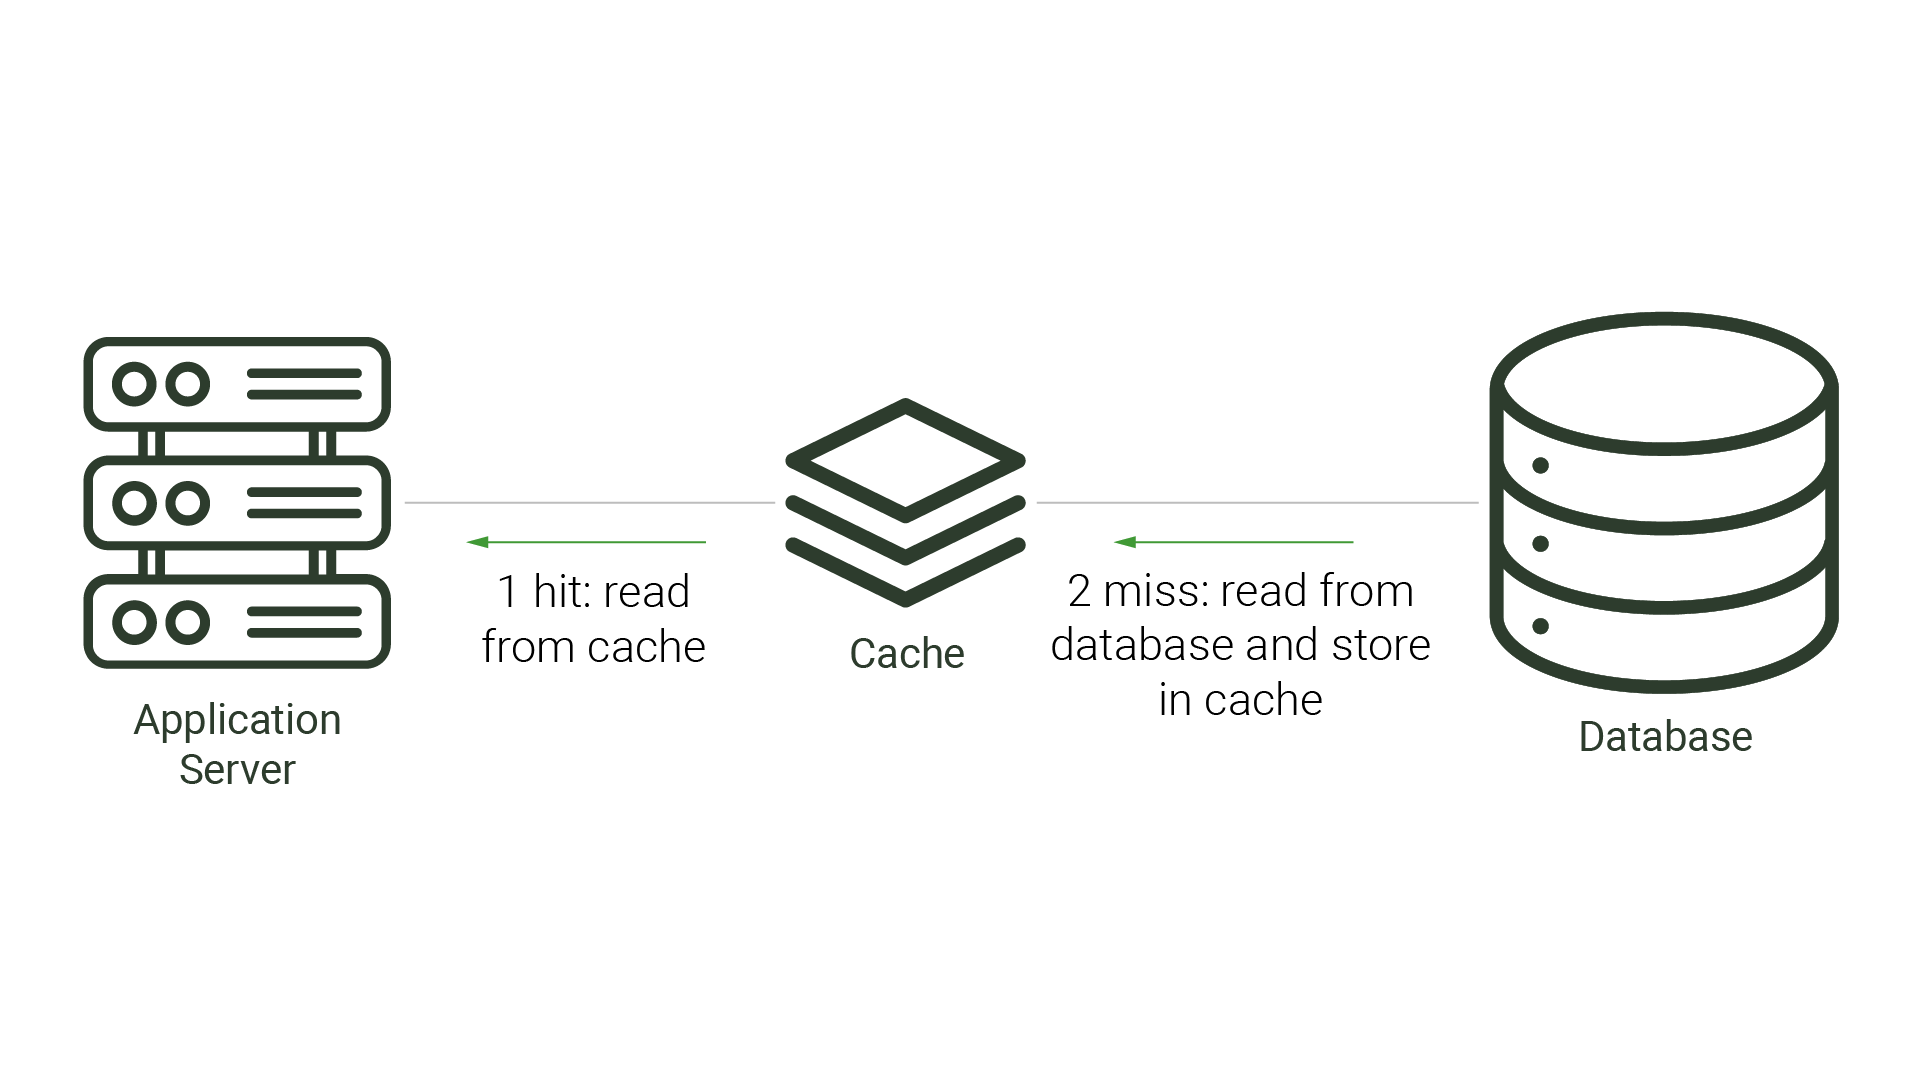 1 hit: read
from cache
2 miss: read from
database and store
in cache
Cache
Application
Server
Database